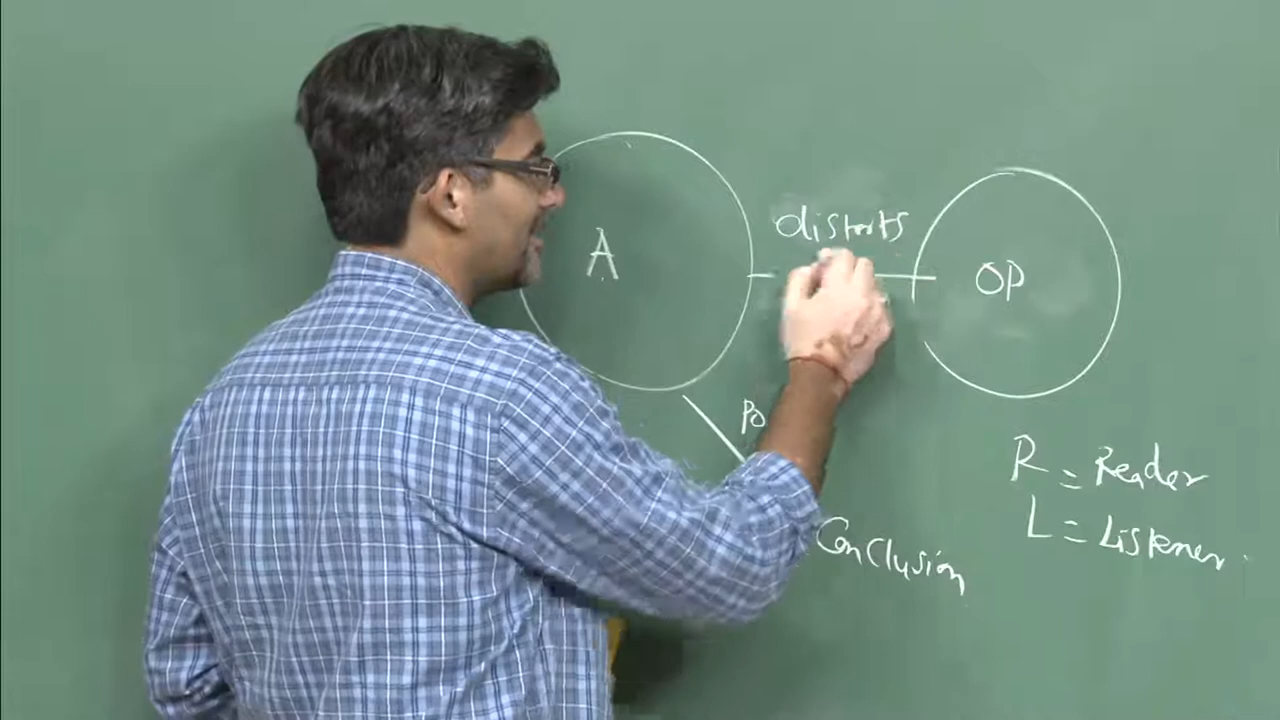 A
distorts
OP
Po
R = Reader
L = Listener
Conclusion